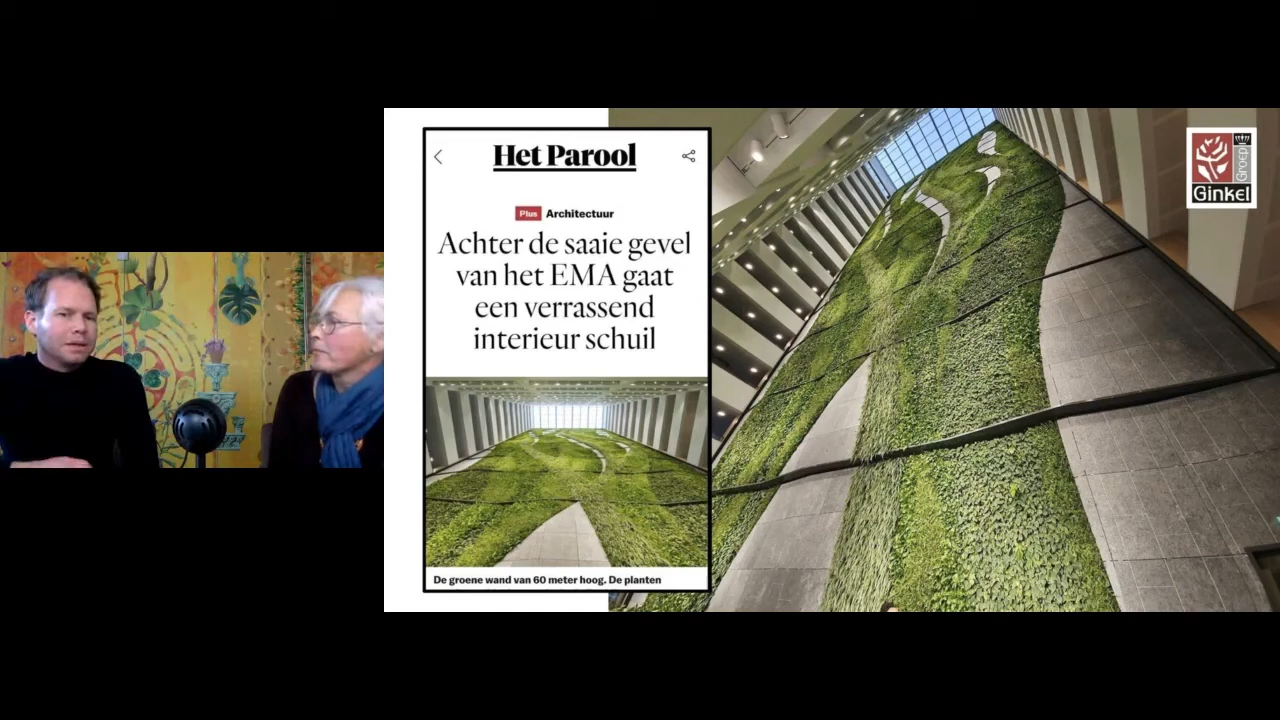 Het Parool
Plus Architectuur
Achter de saaie gevel
van het EMA gaat
een verrassend
interieur schuil
De groene wand van 60 meter hoog. De planten
Groep
Ginkel